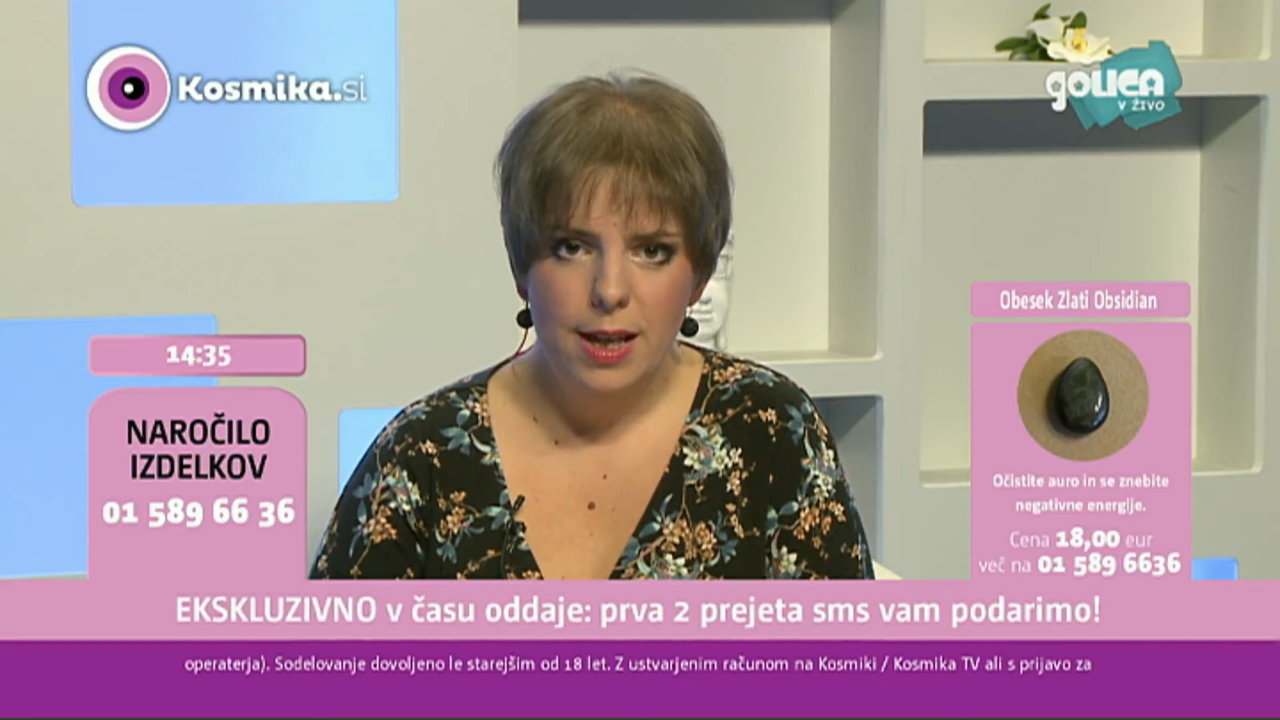 Kosmika.si
golica
V ŽIVO
Obesek Zlati Obsidian
14:35
NAROČILO
IZDELKOV
01 589 66 36
Očistite auro in se znebite
negativne energije.
Cena 18,00 eur
več na 01 589 6636
EKSKLUZIVNO v času oddaje: prva 2 prejeta sms vam podarimo!
operaterja). Sodelovanje dovoljeno le starejšim od 18 let. Z ustvarjenim računom na Kosmiki / Kosmika TV ali s prijavo za